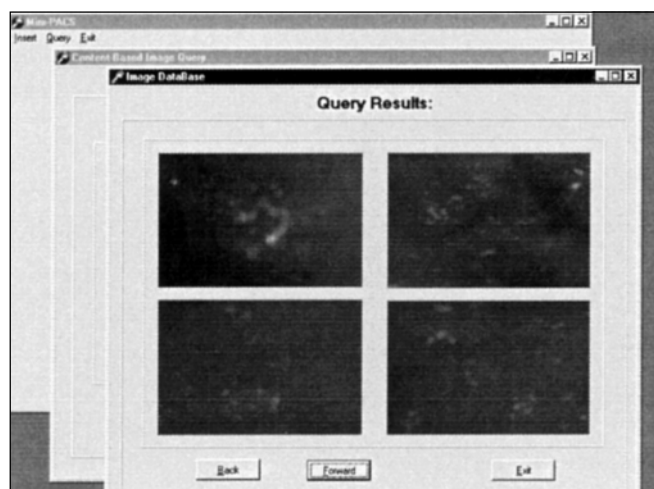 Mini-PACS
Insert Query Exit
Content Based Image Query
Image DataBase
Query Results:
Back Forward Exit